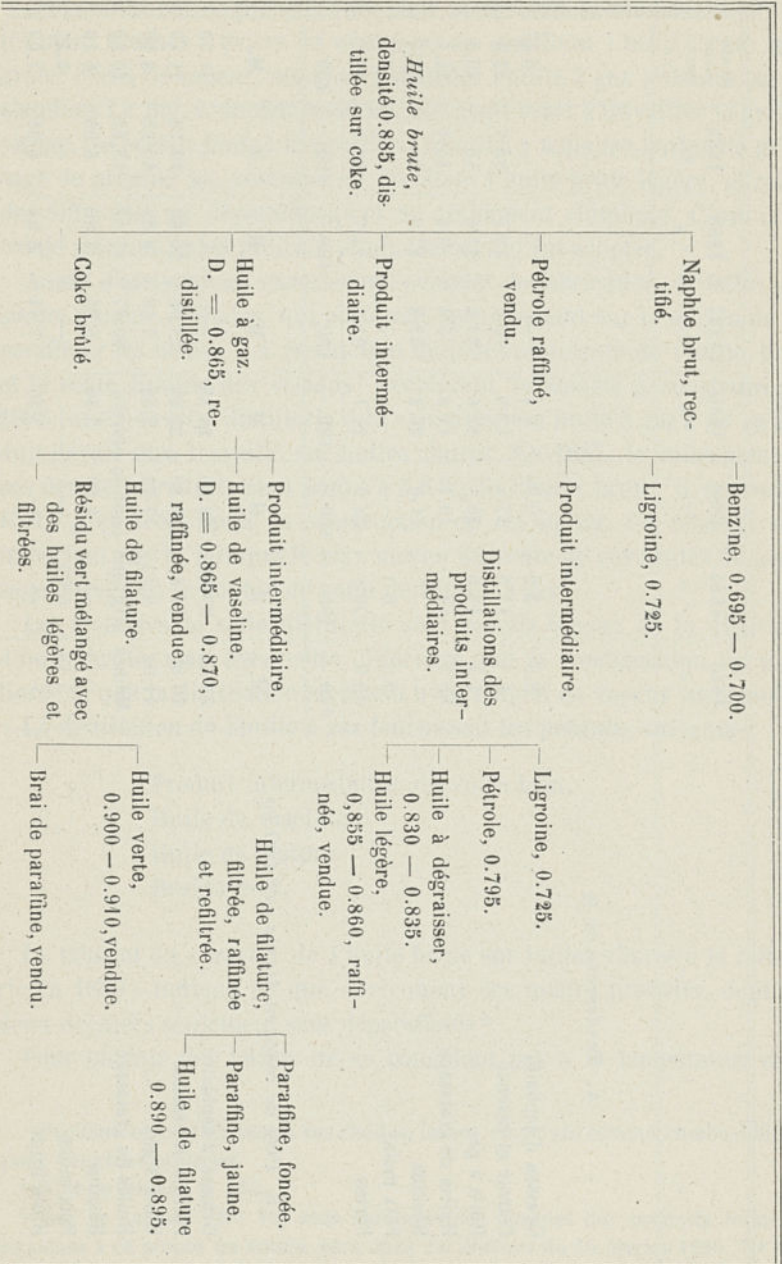 Huile brute,
densité 0.885, dis-
tillée sur coke.
Naphte brut, rec-
tifié.
Pétrole raffiné,
vendu.
Produit intermé-
diaire.
Huile à gaz.
D. = 0.865, re-
distillée.
Coke brûlé.
Benzine, 0.695 — 0.700.
Ligroine, 0.725.
Produit intermédiaire.
Distillations des
produits inter-
médiaires.
Produit intermédiaire.
Huile de vaseline.
D. = 0.865 — 0.870,
raffinée, vendue.
Huile de filature.
Résidu vert mélangé avec
des huiles légères et
filtrées.
Ligroine, 0.725.
Pétrole, 0.795.
Huile à dégraisser,
0.830 — 0.835.
Huile légère,
0,855 — 0.860, raffi-
née, vendue.
Huile de filature,
filtrée, raffinée
et refiltrée.
Huile verte,
0.900 — 0.910, vendue.
Brai de paraffine, vendu.
Paraffine, foncée.
Paraffine, jaune.
Huile de filature
0.890 — 0.895.